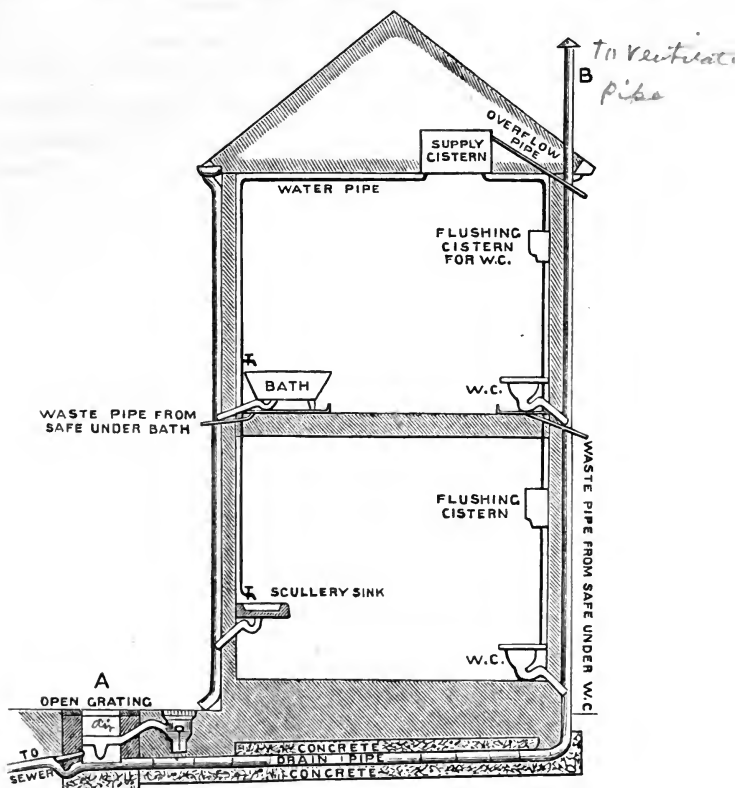 B
To Ventilate
Pipe
OVERFLOW
PIPE
SUPPLY
CISTERN
WATER PIPE
FLUSHING
CISTERN
FOR W.C.
BATH
W.C.
WASTE PIPE FROM
SAFE UNDER BATH
WASTE PIPE FROM SAFE UNDER W.C
FLUSHING
CISTERN
SCULLERY SINK
W.C.
A
OPEN GRATING
air
TO
SEWER
CONCRETE
DRAIN PIPE
CONCRETE